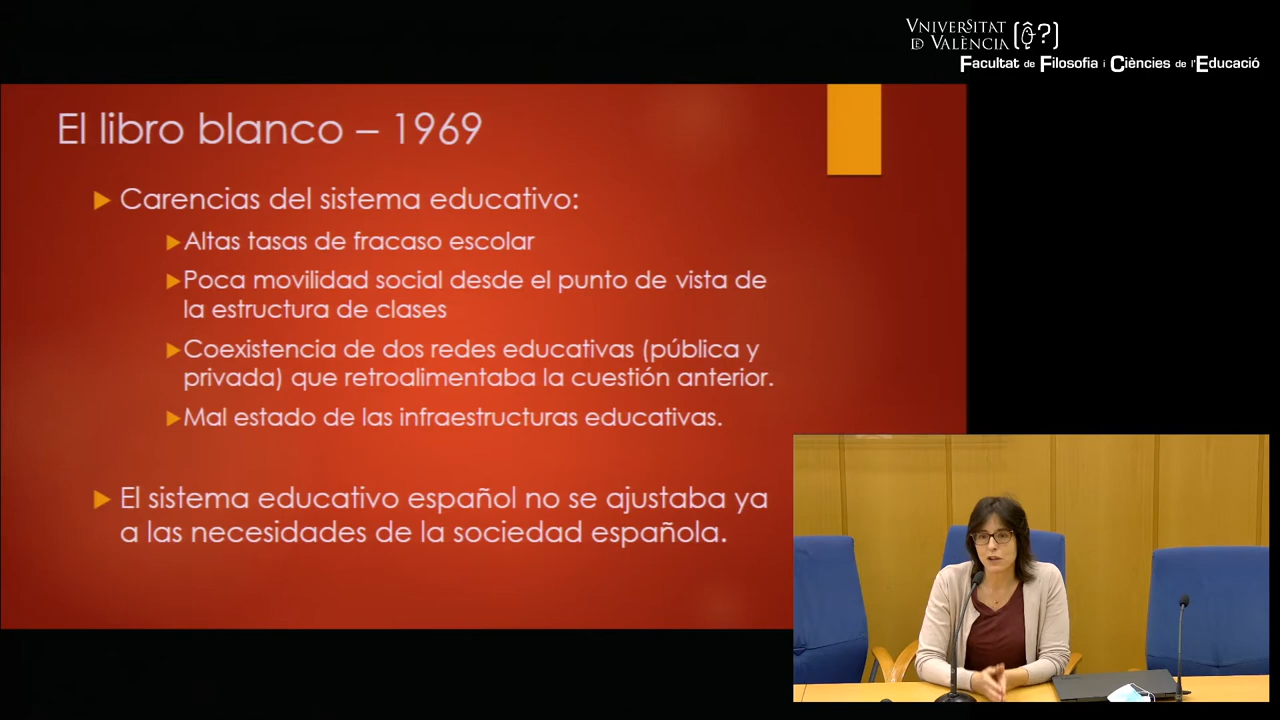 VNIVERSITAT
DE VALÈNCIA
Facultat de Filosofia i Ciències de l'Educació
El libro blanco – 1969
Carencias del sistema educativo:
Altas tasas de fracaso escolar
Poca movilidad social desde el punto de vista de
la estructura de clases
Coexistencia de dos redes educativas (pública y
privada) que retroalimentaba la cuestión anterior.
Mal estado de las infraestructuras educativas.
El sistema educativo español no se ajustaba ya
a las necesidades de la sociedad española.